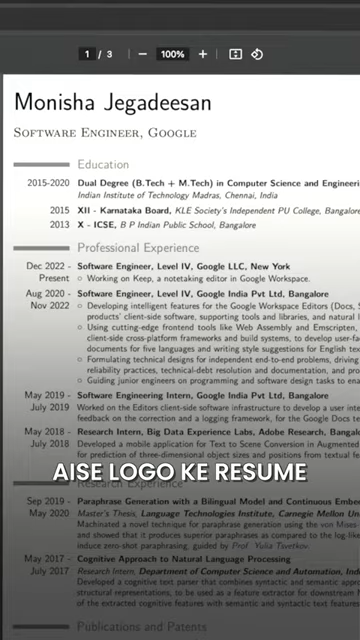 1 / 3 — 100% +
Monisha Jegadeesan
Software Engineer, Google
Education
2015-2020 Dual Degree (B.Tech + M.Tech) in Computer Science and Engineeri
Indian Institute of Technology Madras, Chennai, India
2015 XII - Karnataka Board, KLE Society's Independent PU College, Bangalore
2013 X - ICSE, B P Indian Public School, Bangalore
Professional Experience
Dec 2022 - Software Engineer, Level IV, Google LLC, New York
Present ○ Working on Keep, a notetaking editor in Google Workspace.
Aug 2020 - Software Engineer, Level IV, Google India Pvt Ltd, Bangalore
Nov 2022 ○ Developing intelligent features for the Google Workspace Editors (Docs, S
products' client-side software, supporting tools and libraries, and natural l
○ Using cutting-edge frontend tools like Web Assembly and Emscripten,
client-side cross-platform frameworks and build systems, to develop user-fa
documents for five languages and writing style suggestions for English tex
○ Formulating technical designs for independent end-to-end problems, driving
reliability practices, technical-debt resolution and documentation, and pro
○ Guiding junior engineers on programming and software design tasks to ena
May 2019 - Software Engineering Intern, Google India Pvt Ltd, Bangalore
July 2019 Worked on the Editors client-side software infrastructure to develop a user int
feedback on the correction and a logging framework, for the Google Docs te
May 2018 - Research Intern, Big Data Experience Labs, Adobe Research, Bangalor
July 2018 Developed a mobile application for Text to Scene Conversion in Augmented
for prediction of three-dimensional object sizes and positions from textual fe
AISE LOGO KE RESUME
Research Experience
Sep 2019 - Paraphrase Generation with a Bilingual Model and Continuous Embe
May 2020 Master's Thesis, Language Technologies Institute, Carnegie Mellon Un
Machinated a novel technique for paraphrase generation using the von Mises
and showed that it produces superior paraphrases as compared to the log-like
induce zero-shot paraphrasing, guided by Prof. Yulia Tsvetkov.
May 2017 - Cognitive Approach to Natural Language Processing
July 2017 Research Intern, Department of Computer Science and Automation, Ind
Developed a cognitive text parser that combines syntactic and semantic appro
structural representations, to be used as a feature extractor for downstream N
of the extracted cognitive features with semantic and syntactic text features
Publications and Patents